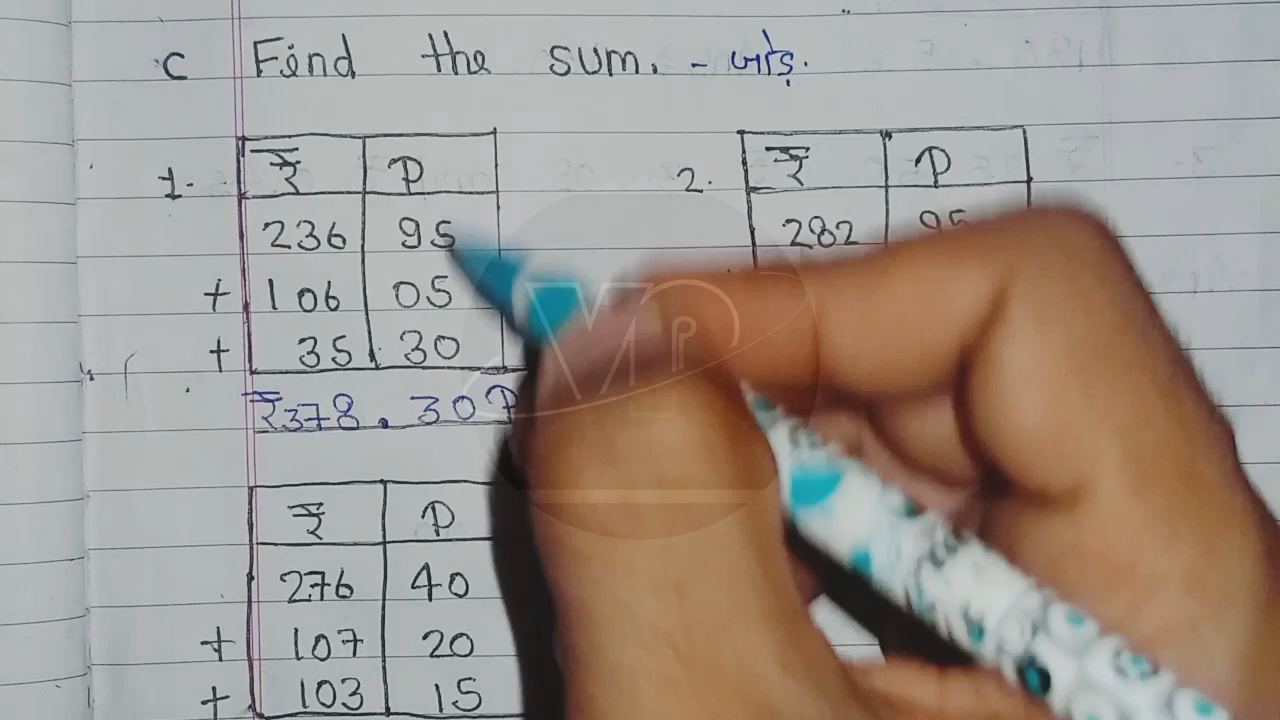 C Find the sum. - જોડ.
1. ₹ P
236 95
+ 106 05
+ 35 30
₹378.30P
2. ₹ P
282 95
₹ P
276 40
+ 107 20
+ 103 15